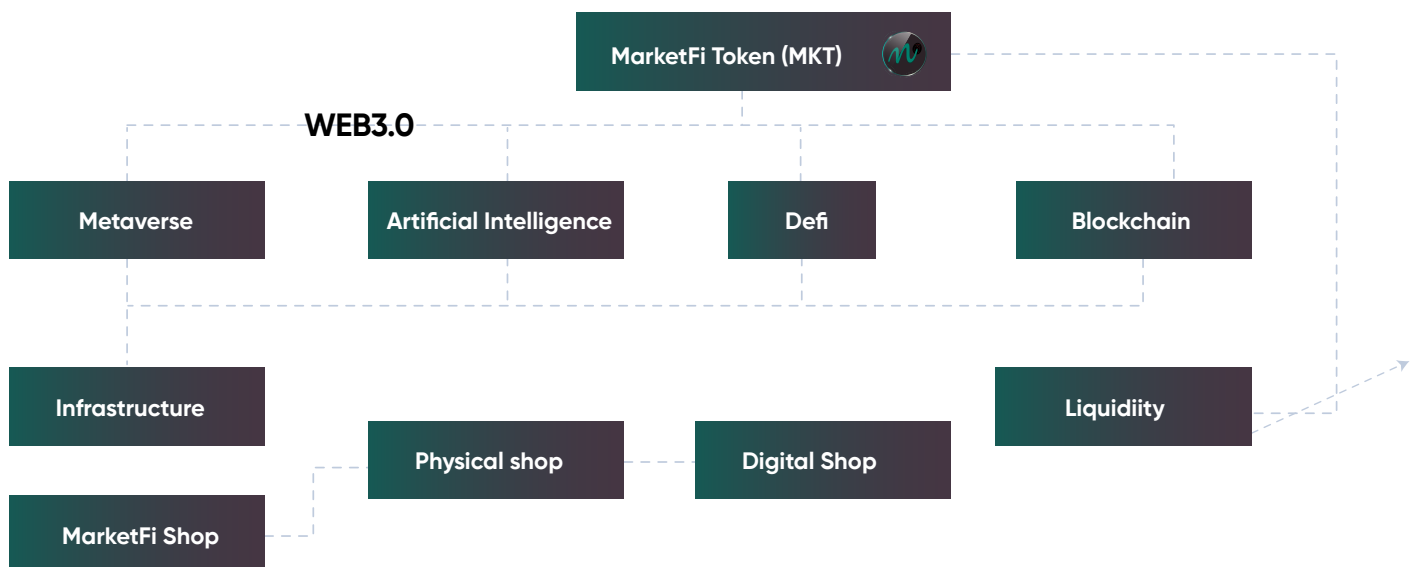 MarketFi Token (MKT)
WEB3.0
Metaverse
Artificial Intelligence
Defi
Blockchain
Infrastructure
Liquidiity
Physical shop
Digital Shop
MarketFi Shop